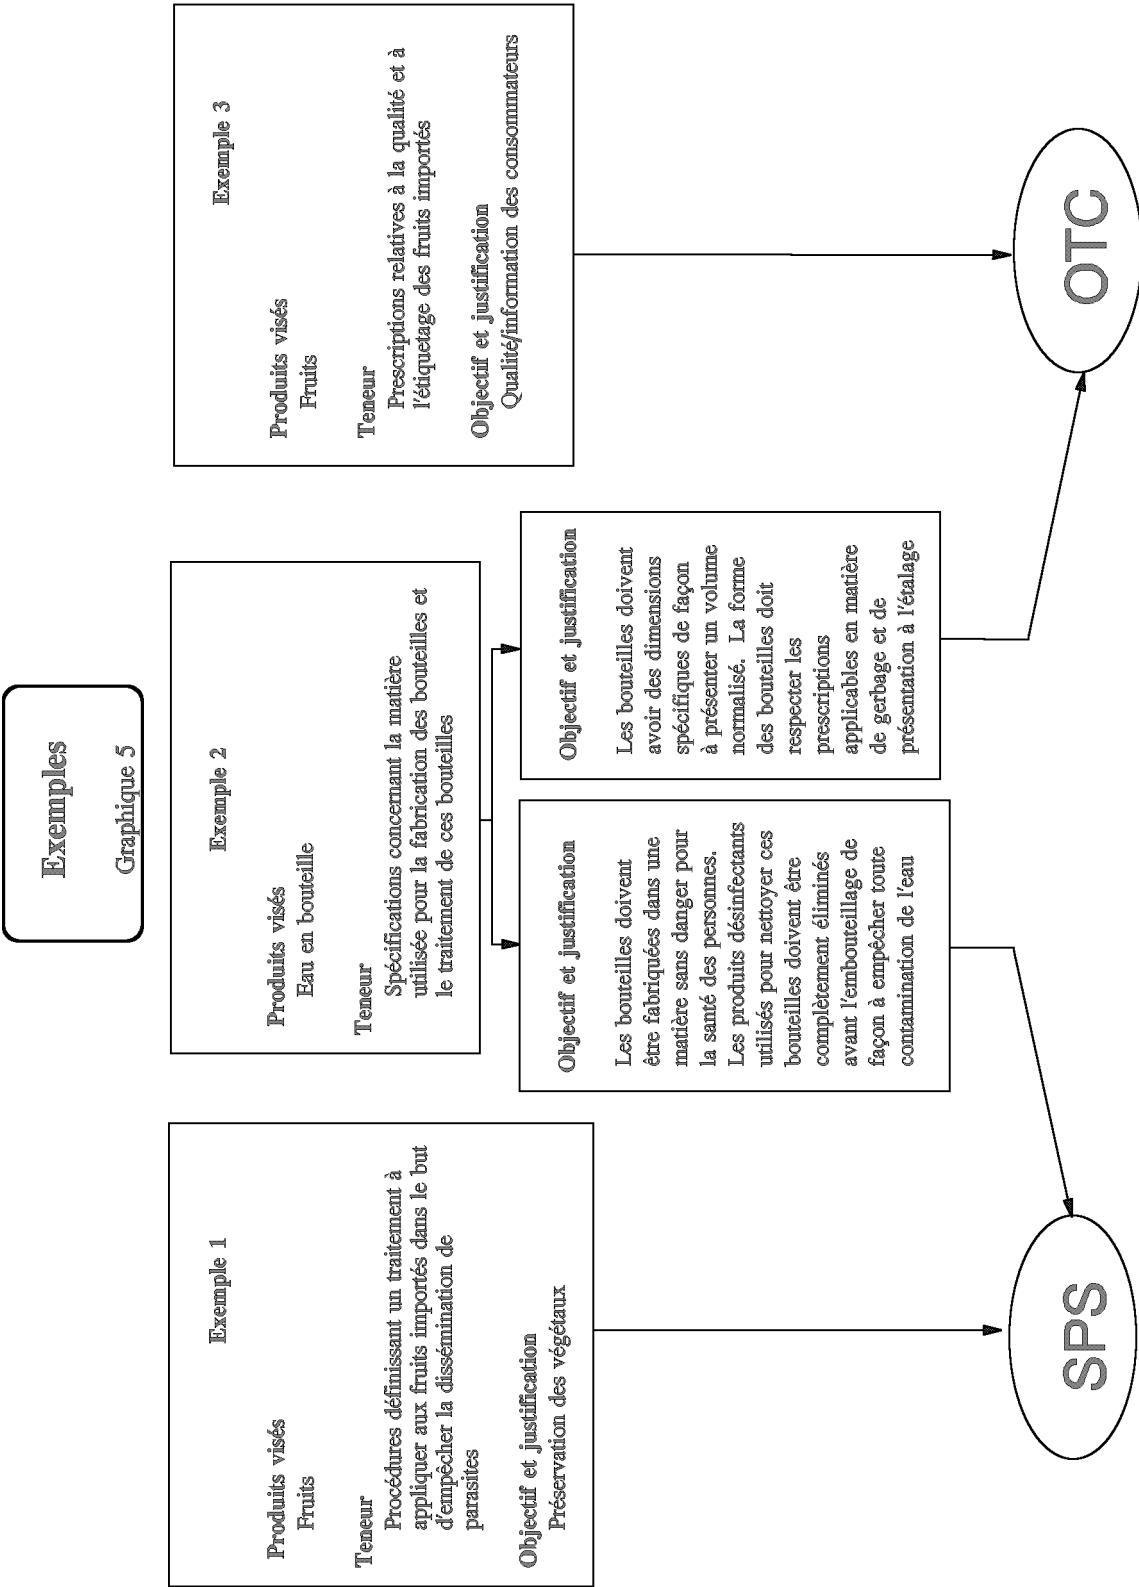 Exemples
Graphique 5
Exemple 1
Produits visés
Fruits
Teneur
Procédures définissant un traitement à
appliquer aux fruits importés dans le but
d'empêcher la dissémination de
parasites
Objectif et justification
Préservation des végétaux
Exemple 2
Produits visés
Eau en bouteille
Teneur
Spécifications concernant la matière
utilisée pour la fabrication des bouteilles et
le traitement de ces bouteilles
Objectif et justification
Les bouteilles doivent
être fabriquées dans une
matière sans danger pour
la santé des personnes.
Les produits désinfectants
utilisés pour nettoyer ces
bouteilles doivent être
complètement éliminés
avant l'embouteillage de
façon à empêcher toute
contamination de l'eau
Objectif et justification
Les bouteilles doivent
avoir des dimensions
spécifiques de façon
à présenter un volume
normalisé. La forme
des bouteilles doit
respecter les
prescriptions
applicables en matière
de gerbage et de
présentation à l'étalage
Exemple 3
Produits visés
Fruits
Teneur
Prescriptions relatives à la qualité et à
l'étiquetage des fruits importés
Objectif et justification
Qualité/information des consommateurs
SPS
OTC